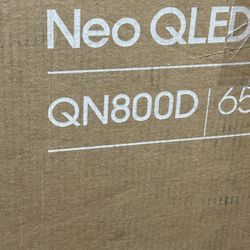 Neo QLED
QN800D | 65